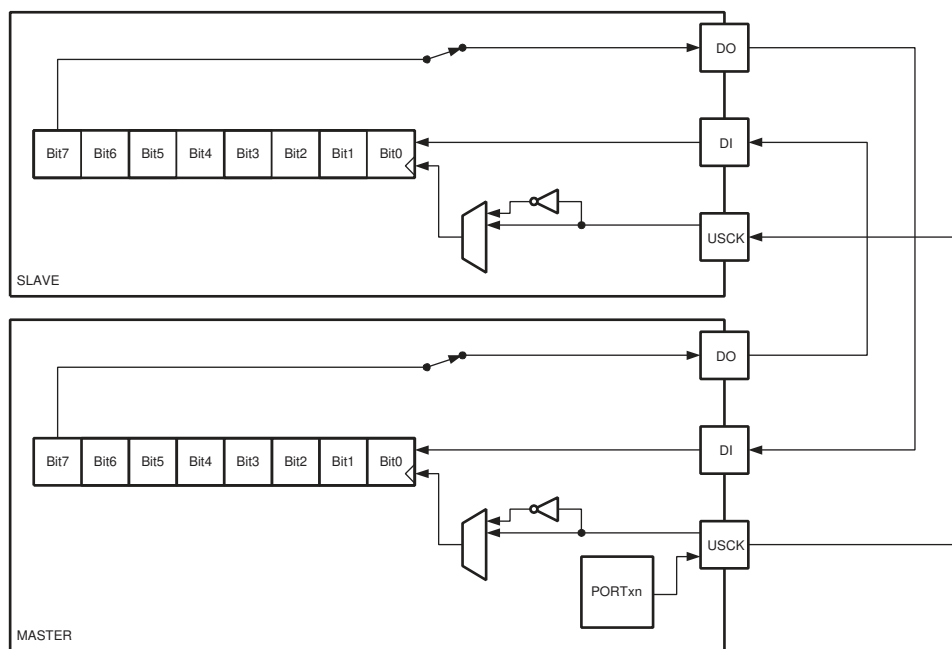 DO
Bit7 Bit6 Bit5 Bit4 Bit3 Bit2 Bit1 Bit0
DI
USCK
SLAVE
DO
Bit7 Bit6 Bit5 Bit4 Bit3 Bit2 Bit1 Bit0
DI
USCK
PORTxn
MASTER